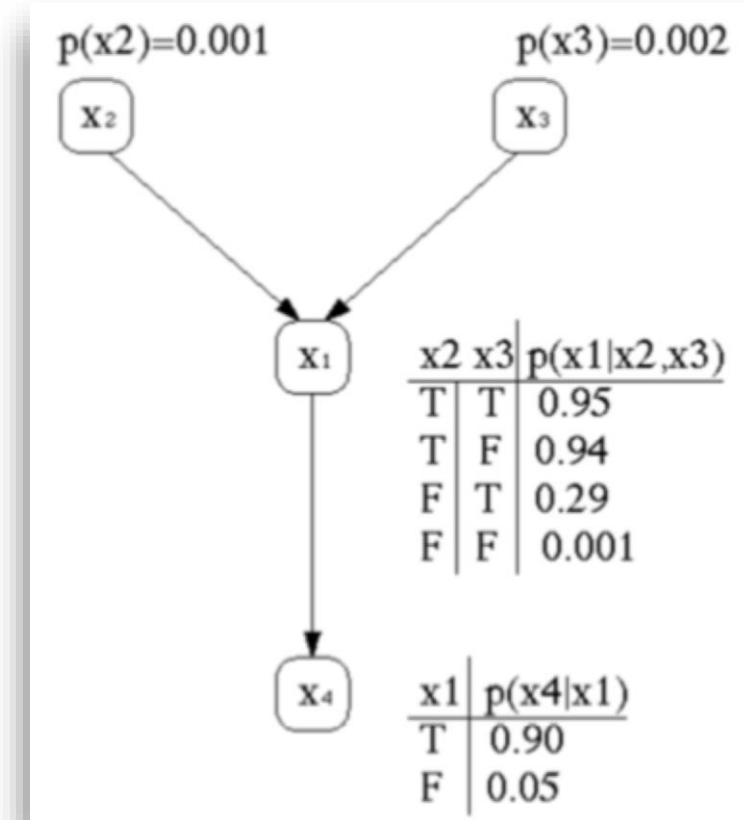 p(x2)=0.001 p(x3)=0.002
x2 x3
x1
x2 x3 p(x1|x2,x3)
T T 0.95
T F 0.94
F T 0.29
F F 0.001
x4
x1 p(x4|x1)
T 0.90
F 0.05